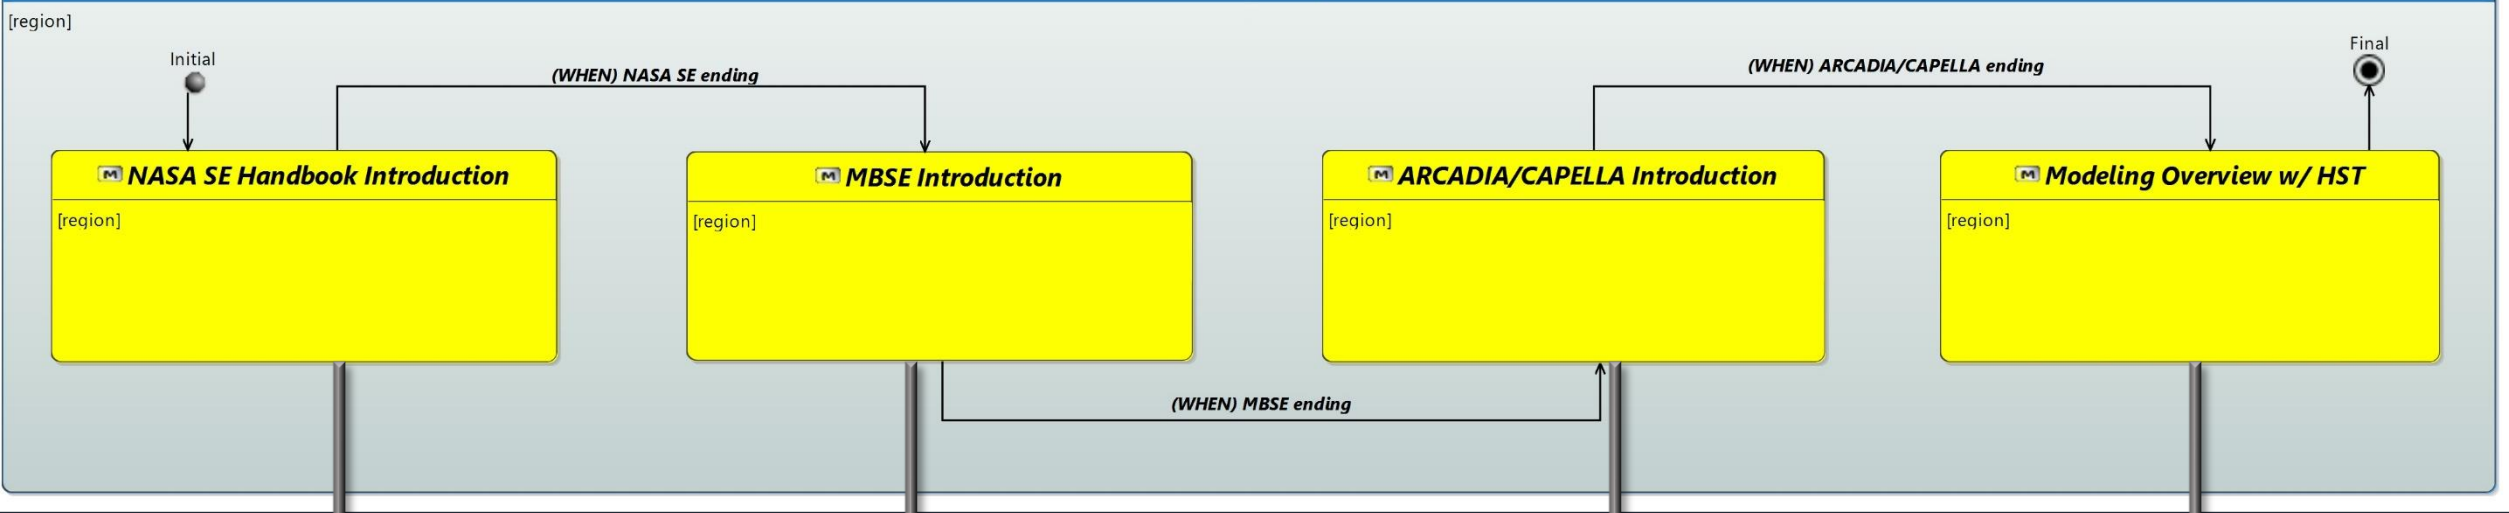 [region]
Initial
Final
(WHEN) NASA SE ending
(WHEN) ARCADIA/CAPELLA ending
M NASA SE Handbook Introduction
M MBSE Introduction
M ARCADIA/CAPELLA Introduction
M Modeling Overview w/ HST
[region]
[region]
[region]
[region]
(WHEN) MBSE ending